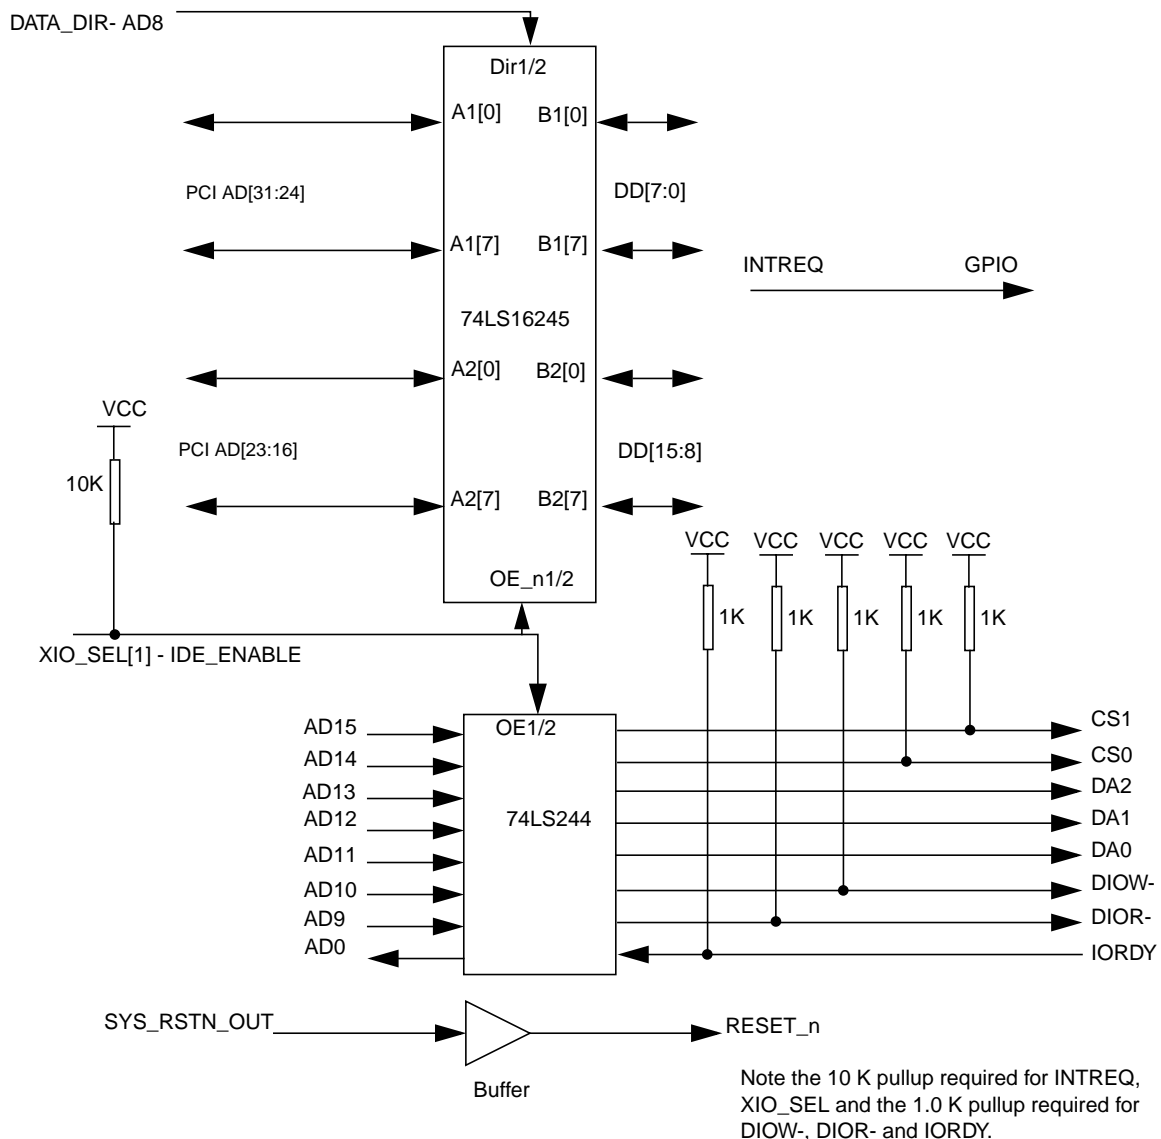 DATA_DIR- AD8
Dir1/2
A1[0] B1[0]
PCI AD[31:24] DD[7:0]
A1[7] B1[7]
INTREQ GPIO
74LS16245
A2[0] B2[0]
VCC
PCI AD[23:16] DD[15:8]
10K
A2[7] B2[7]
VCC VCC VCC VCC VCC
OE_n1/2
1K 1K 1K 1K 1K
XIO_SEL[1] - IDE_ENABLE
OE1/2
AD15 CS1
AD14 CS0
AD13 DA2
AD12 74LS244 DA1
AD11 DA0
AD10 DIOW-
AD9 DIOR-
AD0 IORDY
SYS_RSTN_OUT RESET_n
Buffer
Note the 10 K pullup required for INTREQ,
XIO_SEL and the 1.0 K pullup required for
DIOW-, DIOR- and IORDY.